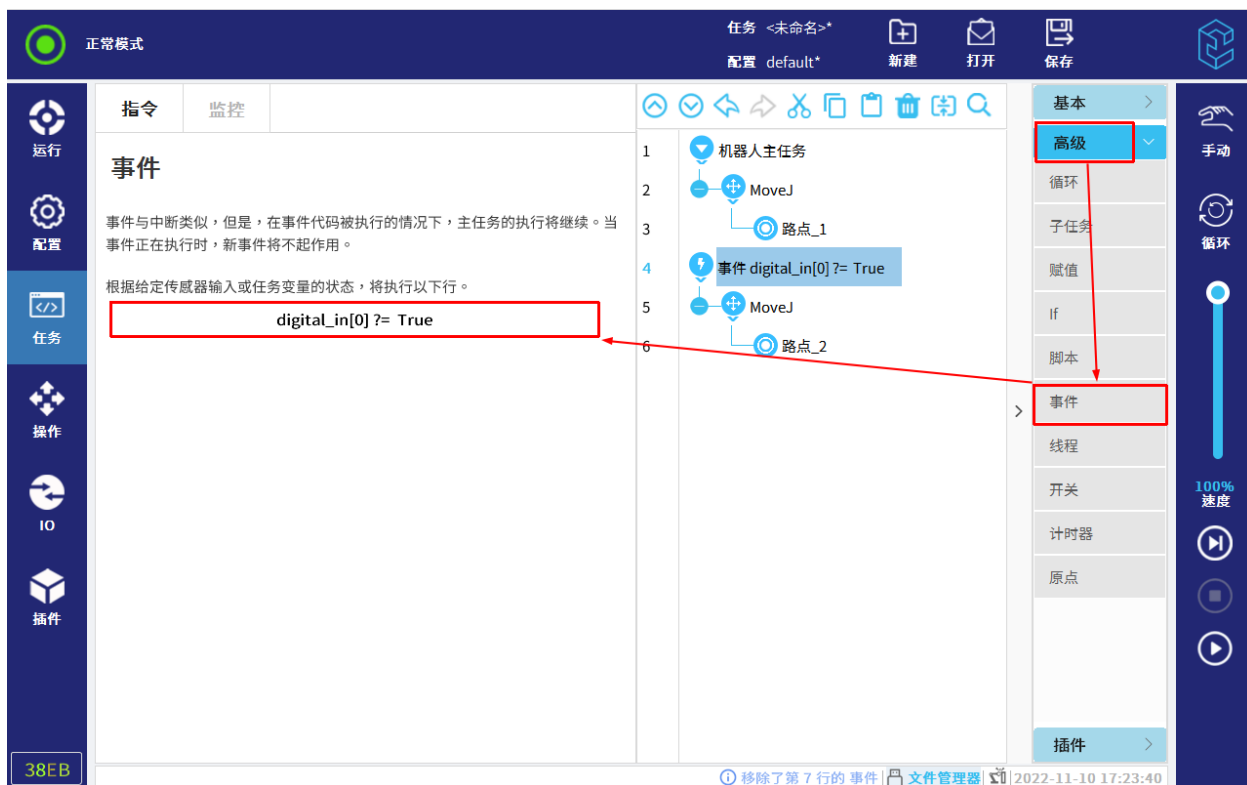 正常模式
任务 <未命名>*
配置 default*
新建
打开
保存
运行
配置
任务
操作
IO
插件
38EB
指令 监控
事件
事件与中断类似，但是，在事件代码被执行的情况下，主任务的执行将继续。当
事件正在执行时，新事件将不起作用。
根据给定传感器输入或任务变量的状态，将执行以下行。
digital_in[0] ?= True
1 机器人主任务
2 MoveJ
3 路点_1
4 事件 digital_in[0] ?= True
5 MoveJ
6 路点_2
基本
高级
循环
子任务
赋值
If
脚本
事件
线程
开关
计时器
原点
插件
手动
循环
100%
速度
移除了第 7 行的 事件
文件管理器
2022-11-10 17:23:40